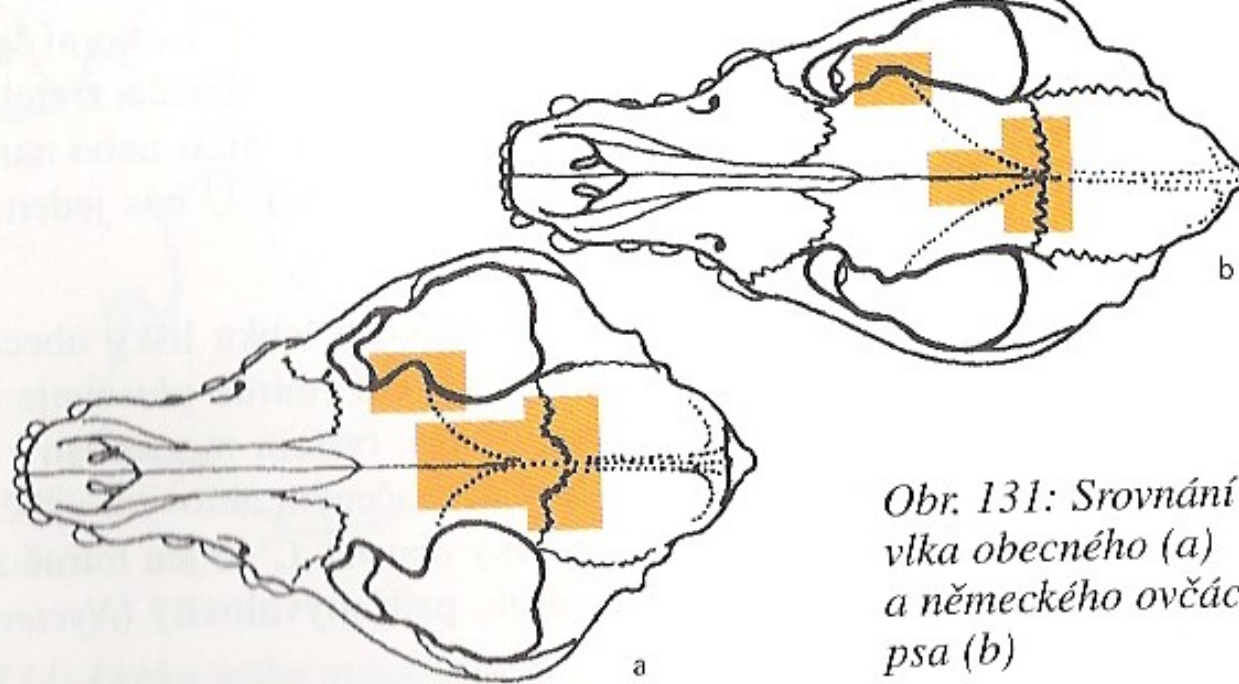 b
a
Obr. 131: Srovnání
vlka obecného (a)
a německého ovčác
psa (b)